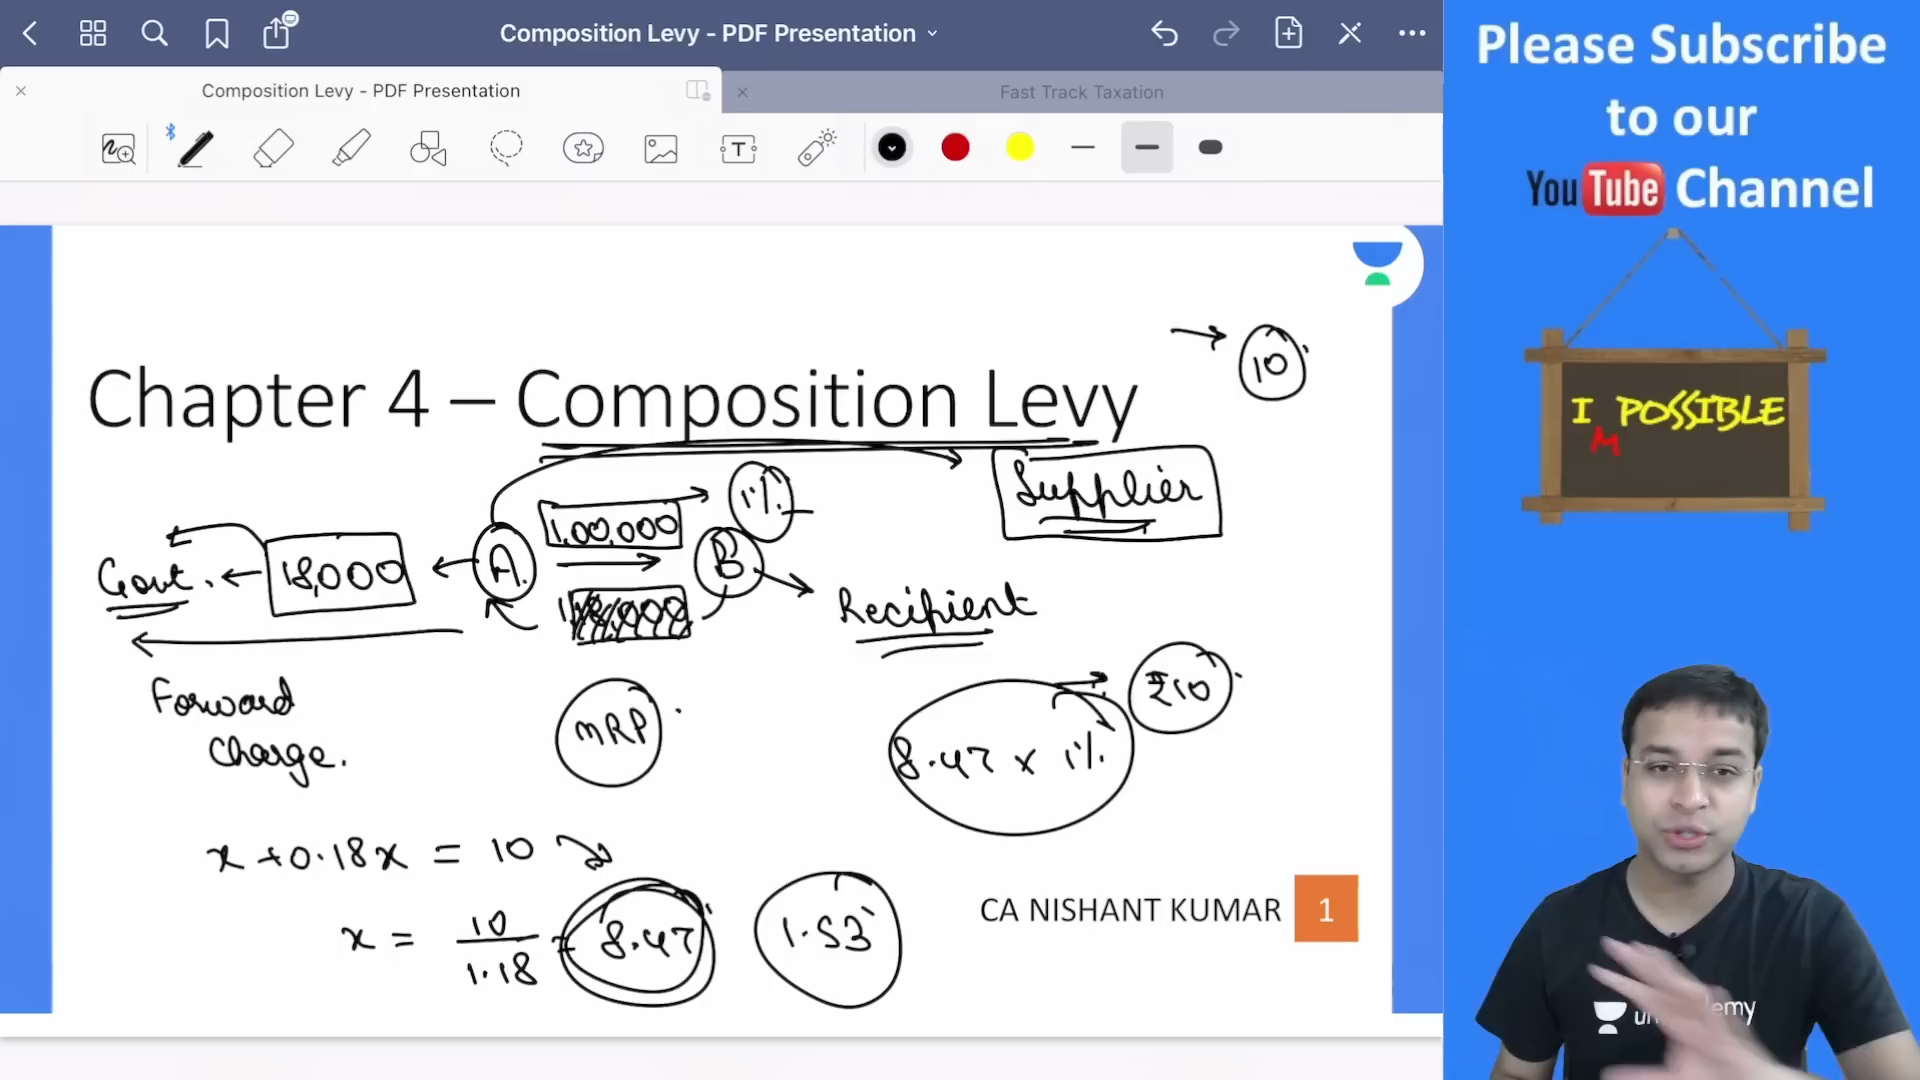 Composition Levy - PDF Presentation
Composition Levy - PDF Presentation
Fast Track Taxation
T
Please Subscribe
to our
YouTube Channel
I POSSIBLE
M
10
Chapter 4 – Composition Levy
1%
Supplier
1,00,000
Govt.
18,000
A.
B
Recipient
Forward
Charge.
MRP
₹10
8.47 x 1%
x + 0.18x = 10
x = 10
1.18
= 8.47
1.53
CA NISHANT KUMAR
1